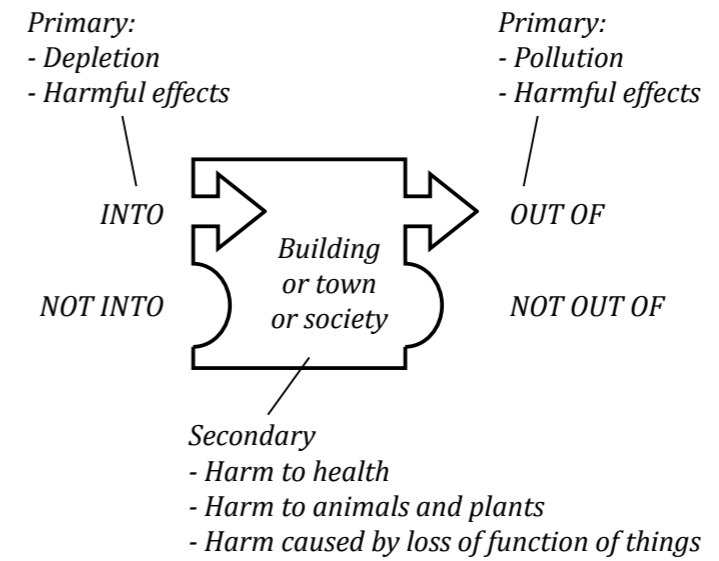 Primary:
- Depletion
- Harmful effects
Primary:
- Pollution
- Harmful effects
INTO
OUT OF
Building
or town
or society
NOT INTO
NOT OUT OF
Secondary
- Harm to health
- Harm to animals and plants
- Harm caused by loss of function of things